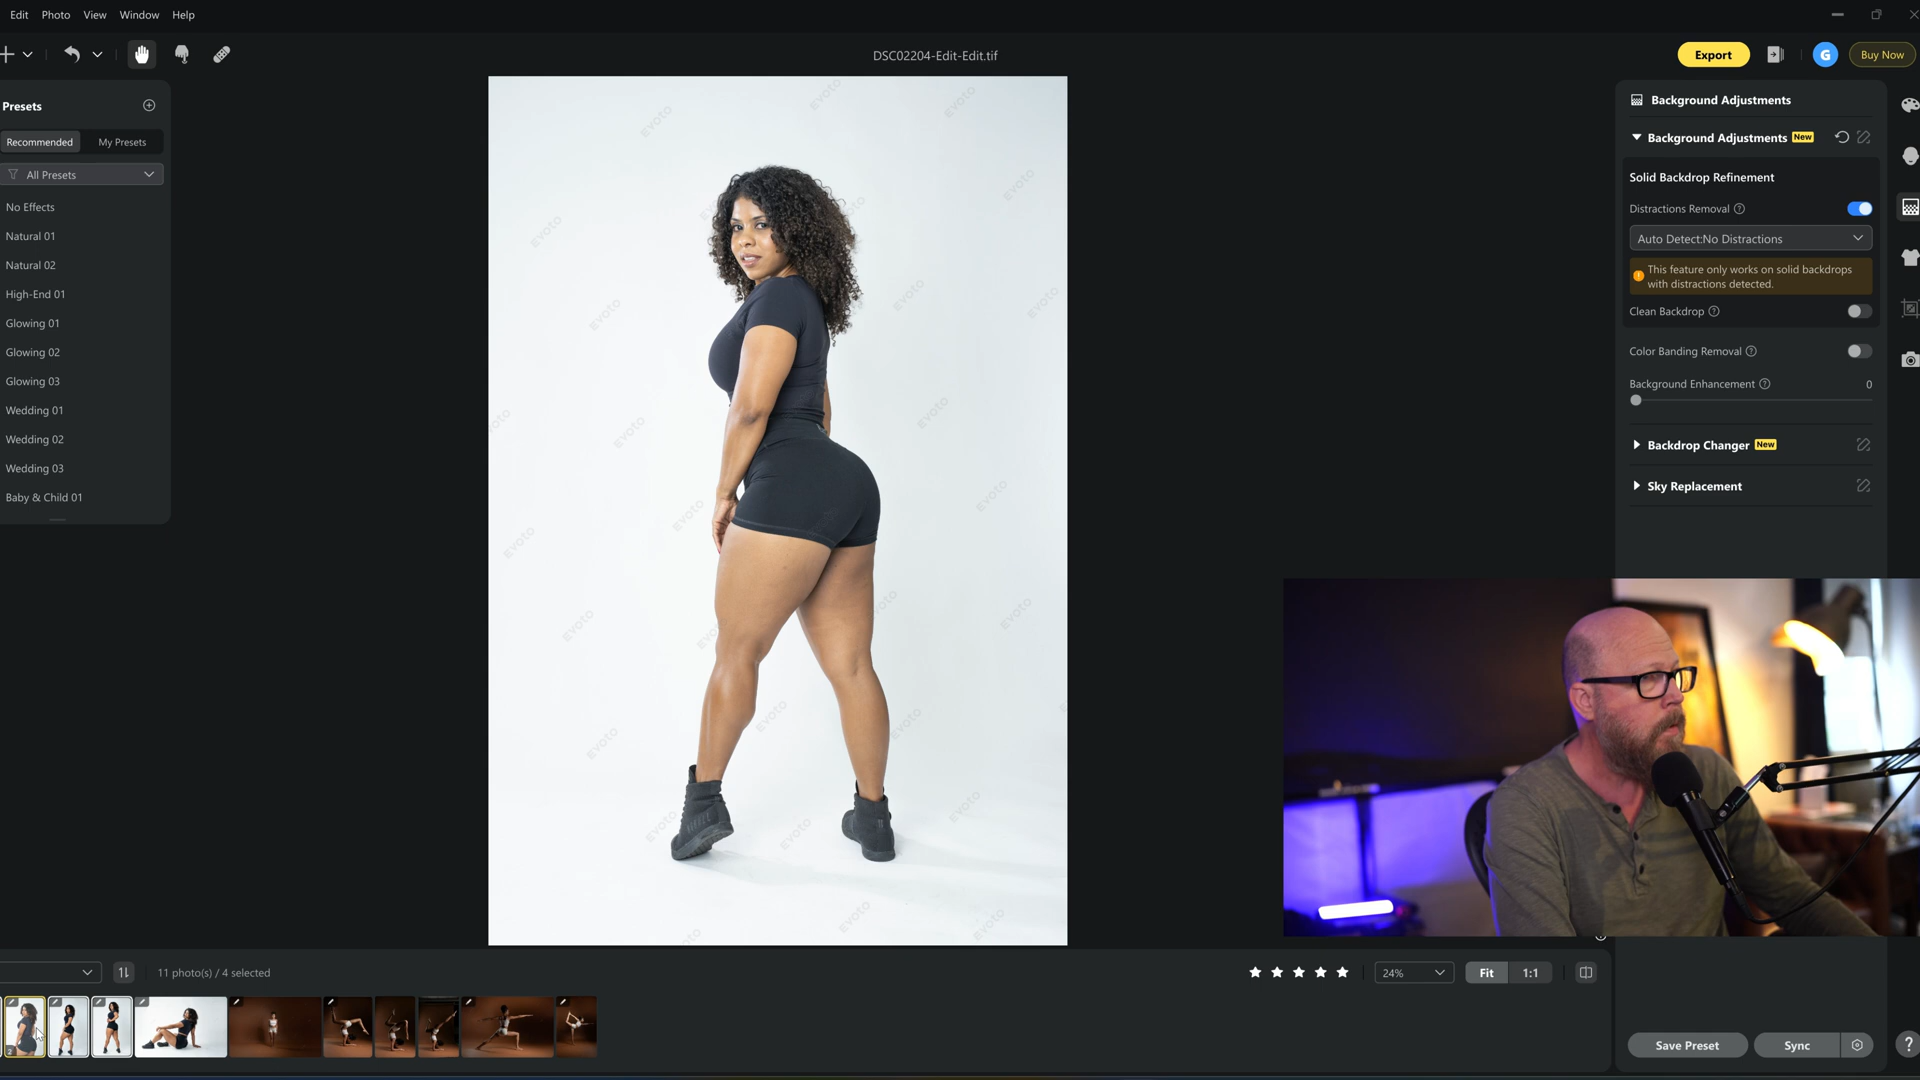 Edit Photo View Window Help
DSC02204-Edit-Edit.tif
Export
G
Buy Now
Presets
Recommended My Presets
All Presets
No Effects
Natural 01
Natural 02
High-End 01
Glowing 01
Glowing 02
Glowing 03
Wedding 01
Wedding 02
Wedding 03
Baby & Child 01
EVOTO
Background Adjustments
Background Adjustments New
Solid Backdrop Refinement
Distractions Removal ?
Auto Detect:No Distractions
This feature only works on solid backdrops
with distractions detected.
Clean Backdrop ?
Color Banding Removal ?
Background Enhancement ? 0
Backdrop Changer New
Sky Replacement
11 photo(s) / 4 selected
24%
Fit 1:1
2
Save Preset Sync
?